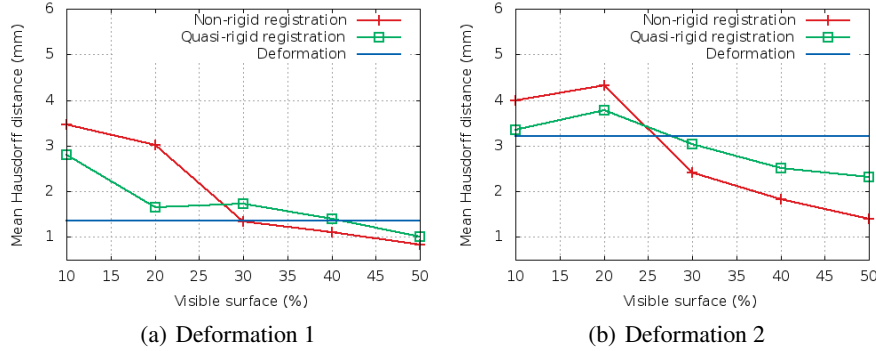 6
5
4
3
2
1
Mean Hausdorff distance (mm)
Non-rigid registration
Quasi-rigid registration
Deformation
10 15 20 25 30 35 40 45 50
Visible surface (%)
(a) Deformation 1
6
5
4
3
2
1
Mean Hausdorff distance (mm)
Non-rigid registration
Quasi-rigid registration
Deformation
10 15 20 25 30 35 40 45 50
Visible surface (%)
(b) Deformation 2